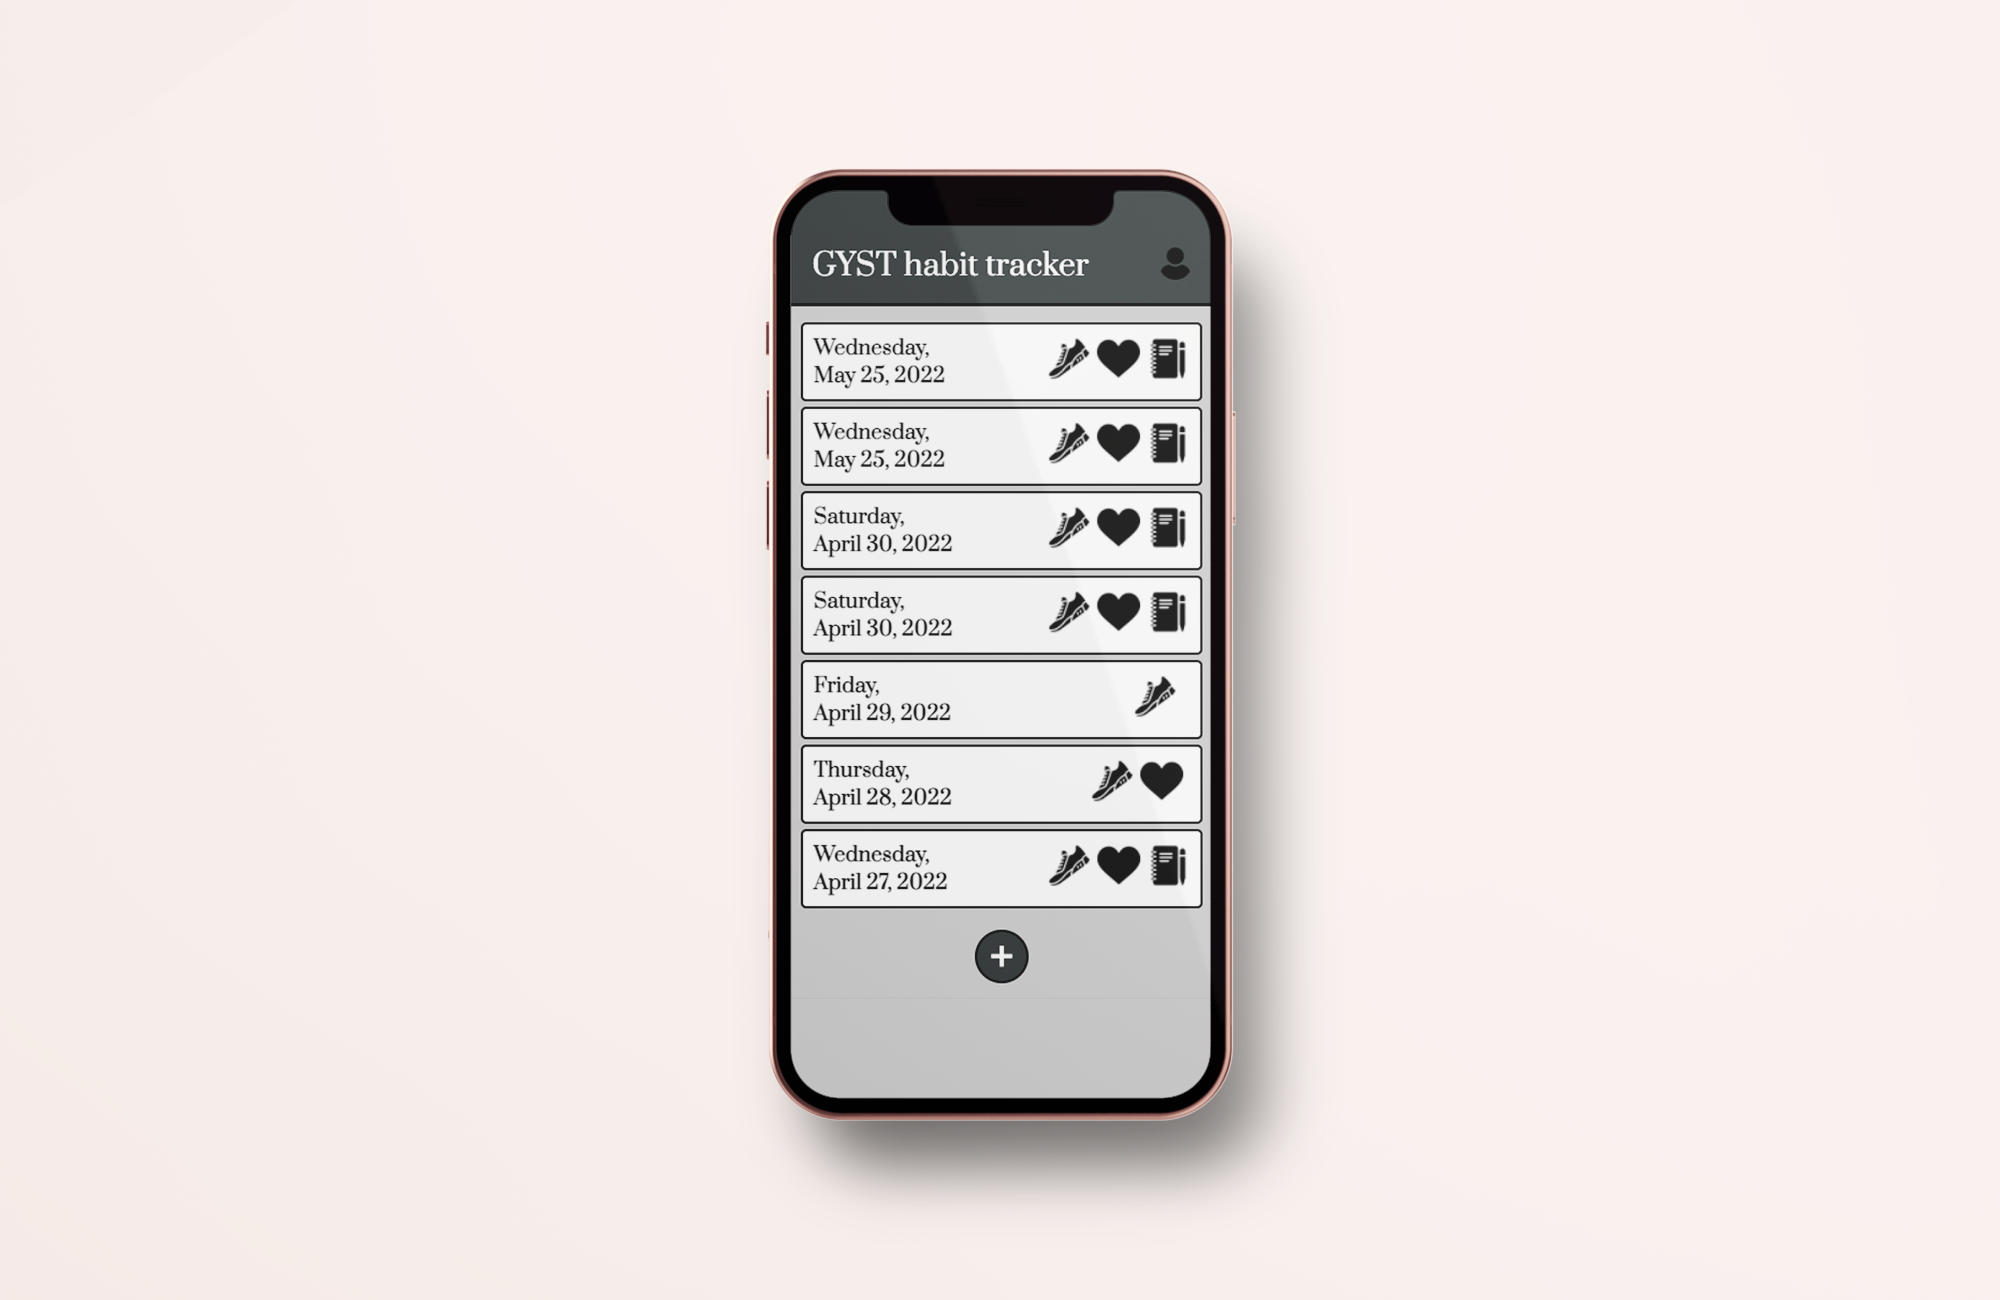 GYST habit tracker
Wednesday,
May 25, 2022
Wednesday,
May 25, 2022
Saturday,
April 30, 2022
Saturday,
April 30, 2022
Friday,
April 29, 2022
Thursday,
April 28, 2022
Wednesday,
April 27, 2022